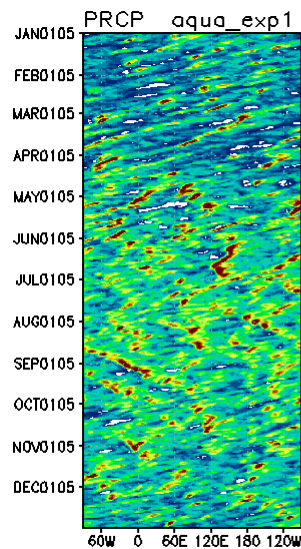 PRCP aqua_exp1
JAN0105
FEB0105
MAR0105
APR0105
MAY0105
JUN0105
JUL0105
AUG0105
SEP0105
OCT0105
NOV0105
DEC0105
60W 0 60E 120E 180 120W